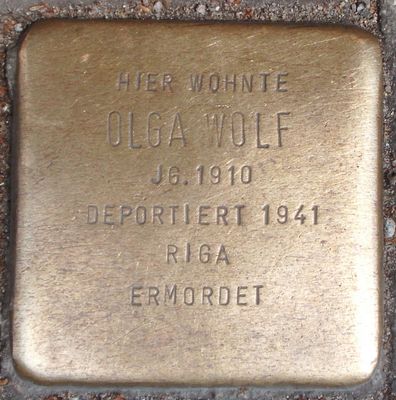 HIER WOHNTE
OLGA WOLF
JG. 1910
DEPORTIERT 1941
RIGA
ERMORDET